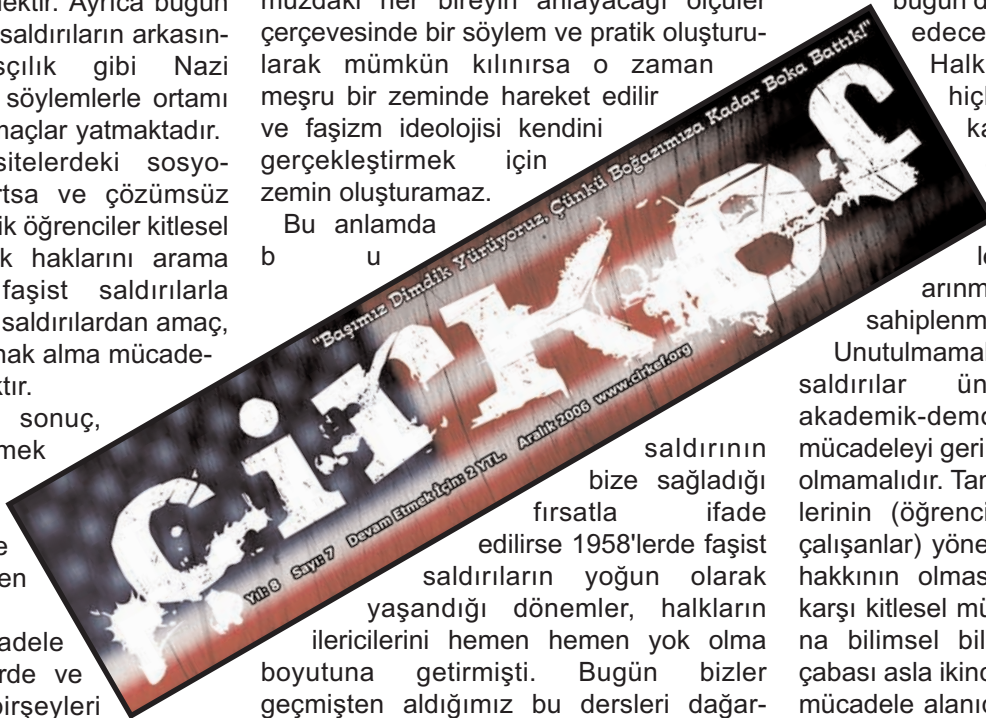 ektir. Ayrıca bugün
saldırıların arkasın-
sçılık gibi Nazi
söylemlerle ortamı
maçlar yatmaktadır.
sitelerdeki sosyo-
rtsa ve çözümsüz
ik öğrenciler kitlesel
k haklarını arama
faşist saldırılarla
saldırılardan amaç,
nak alma mücade-
ktır.
sonuç,
mek
e
en
adele
rde ve
birşeyleri
muzdaki her bireyin anlayacağı ölçüler
çerçevesinde bir söylem ve pratik oluşturu-
larak mümkün kılınırsa o zaman
meşru bir zeminde hareket edilir
ve faşizm ideolojisi kendini
gerçekleştirmek için
zemin oluşturamaz.
Bu anlamda
b u
"Başımız Dimdik Yürüyoruz, Çünkü Boğazımıza Kadar Boka Battık!"
çirkef
Yıl: 8 Sayı: 7 Devam Etmek İçin: 2 YTL. Aralık 2006 www.cirkef.org
saldırının
bize sağladığı
fırsatla ifade
edilirse 1958'lerde faşist
saldırıların yoğun olarak
yaşandığı dönemler, halkların
ilericilerini hemen hemen yok olma
boyutuna getirmişti. Bugün bizler
geçmişten aldığımız bu dersleri dağar-
bugün d
edece
Halk
hiçl
ka
le
arınm
sahiplenm
Unutulmamal
saldırılar ün
akademik-demo
mücadeleyi geri
olmamalıdır. Tar
lerinin (öğrenci
çalışanlar) yöne
hakkının olmas
karşı kitlesel mü
na bilimsel bil
çabası asla ikinc
mücadele alanıc